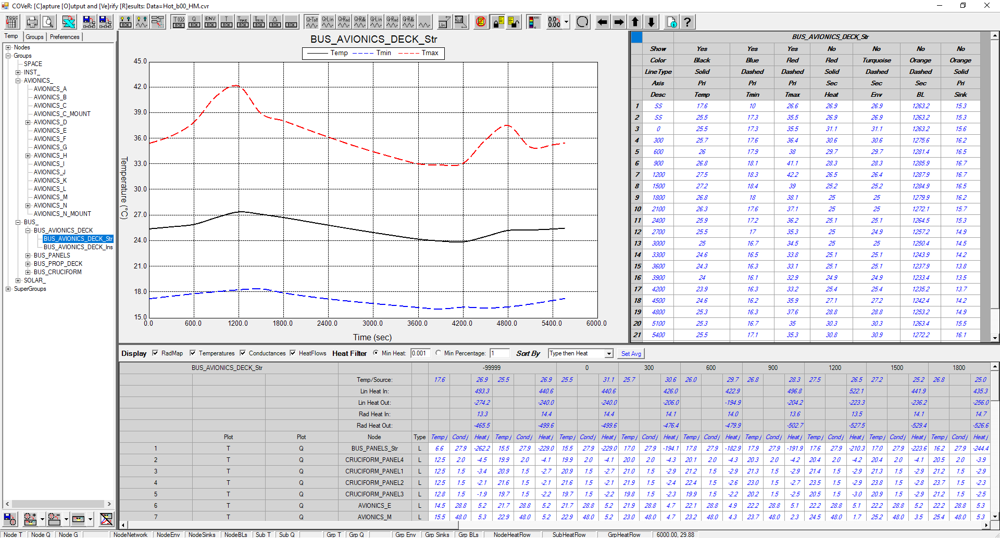 COVeR: [C]apture [O]utput and [Ve]rify [R]esults: Data=Hot_b00_HM.cvr
TQGC T(Q) BOX Q BOX ENV BOX T BOX TMAX BOX TMIN BOX Δ BOX BOX Q-Tot Q-Lin Q-Rad Q-Rdk G-Lin G-Rad G-Rdk Lin Rad 100 0 0.0 0.00 ?
Temp Groups Preferences
Nodes
Groups
SPACE
INST_
AVIONICS_
AVIONICS_A
AVIONICS_B
AVIONICS_C
AVIONICS_C_MOUNT
AVIONICS_D
AVIONICS_E
AVIONICS_F
AVIONICS_G
AVIONICS_H
AVIONICS_I
AVIONICS_J
AVIONICS_K
AVIONICS_L
AVIONICS_M
AVIONICS_N
AVIONICS_N_MOUNT
BUS_
BUS_AVIONICS_DECK
BUS_AVIONICS_DECK_Str
BUS_AVIONICS_DECK_Ins
BUS_PANELS
BUS_PROP_DECK
BUS_CRUCIFORM
SOLAR_
SuperGroups
BUS_AVIONICS_DECK_Str
Temp Tmin Tmax
45.0
42.0
39.0
36.0
33.0
30.0
27.0
24.0
21.0
18.0
15.0
Temperature (°C)
0.0 600.0 1200.0 1800.0 2400.0 3000.0 3600.0 4200.0 4800.0 5400.0 6000.0
Time (sec)
BUS_AVIONICS_DECK_Str
Show Yes Yes Yes No No No No
Color Black Blue Red Red Turquoise Orange Orange
LineType Solid Dashed Dashed Solid Dashed Dashed Solid
Axis Pri Pri Pri Sec Sec Sec Pri
Desc Temp Tmin Tmax Heat Env BL Sink
1 SS 17.6 10 26.6 26.9 26.9 1263.2 15.3
2 SS 25.5 17.3 35.5 26.9 26.9 1263.2 15.3
3 0 25.5 17.3 35.5 31.1 31.1 1263.2 15.6
4 300 25.7 17.6 36.4 30.6 30.6 1275.6 16.2
5 600 26 17.9 38 29.7 29.7 1281.4 16.5
6 900 26.8 18.1 41.1 28.3 28.3 1285.9 16.7
7 1200 27.5 18.3 42.2 26.5 26.4 1287.9 16.7
8 1500 27.2 18.4 39 25.2 25.2 1284.9 16.5
9 1800 26.8 18 38.1 25 25 1279.9 16.2
10 2100 26.3 17.6 37.1 25 25 1272.1 15.7
11 2400 25.9 17.2 36.2 25.1 25.1 1264.5 15.3
12 2700 25.5 17 35.3 25 24.9 1257.2 14.9
13 3000 25 16.7 34.5 25 25 1250.4 14.5
14 3300 24.6 16.5 33.8 25.1 25.1 1243.9 14.2
15 3600 24.3 16.3 33.1 25.1 25.1 1237.9 13.8
16 3900 24 16.1 32.9 24.9 24.9 1233.4 13.5
17 4200 23.9 16.3 33.2 25.4 25.4 1235.2 13.7
18 4500 24.6 16.2 35.9 27.1 27.2 1242.4 14.2
19 4800 25.3 16.3 37.6 28.8 28.8 1253.2 14.9
20 5100 25.3 16.7 35 30.3 30.3 1263.4 15.5
21 5400 25.5 17.1 35.3 30.8 30.9 1272.2 16.1
Display RadMap Temperatures Conductances HeatFlows Heat Filter Min Heat: 0.001 Min Percentage: 1 Sort By Type then Heat Set Avg
BUS_AVIONICS_DECK_Str -99999 0 300 600 900 1200 1500 1800
Temp/Source: 17.6 26.9 25.5 26.9 25.5 31.1 25.7 30.6 26.0 29.7 26.8 28.3 27.5 26.5 27.2 25.2 26.8 25.0
Lin Heat In: 493.3 440.6 440.6 426.0 422.9 496.8 522.1 441.9 435.3
Lin Heat Out: -274.2 -240.0 -240.0 -206.0 -194.9 -204.2 -223.3 -236.2 -256.0
Rad Heat In: 13.3 14.4 14.4 14.1 14.0 13.6 13.5 14.1 14.7
Rad Heat Out: -465.5 -499.6 -499.6 -476.4 -479.9 -502.7 -527.5 -529.4 -526.6
Plot Plot Node Type Temp j Cond j Heat j Temp j Cond j Heat j Temp j Cond j Heat j Temp j Cond j Heat j Temp j Cond j Heat j Temp j Cond j Heat j Temp j Cond j Heat j Temp j Cond j Heat j Temp j Cond j Heat j
1 T Q BUS_PANELS_Str L 6.6 27.9 -262.2 15.5 27.9 -229.0 15.5 27.9 -229.0 17.0 27.9 -194.1 17.8 27.9 -182.9 17.9 27.9 -191.9 17.6 27.9 -210.3 17.0 27.9 -223.6 16.2 27.9 -244.4
2 T Q CRUCIFORM_PANEL4 L 12.5 2.0 -4.5 19.9 2.0 -4.1 19.9 2.0 -4.1 20.0 2.0 -4.3 20.1 2.0 -4.3 20.3 2.0 -4.2 20.4 2.0 -4.2 20.4 2.0 -4.1 20.5 2.0 -3.9
3 T Q CRUCIFORM_PANEL1 L 12.5 1.5 -3.4 20.9 1.5 -2.7 20.9 1.5 -2.7 21.0 1.5 -2.9 21.2 1.5 -2.9 21.3 1.5 -2.9 21.4 1.5 -2.9 21.3 1.5 -2.9 21.2 1.5 -2.9
4 T Q CRUCIFORM_PANEL2 L 12.5 1.5 -2.1 21.6 1.5 -2.1 21.6 1.5 -2.1 21.9 1.5 -2.4 22.4 1.5 -2.6 23.0 1.5 -2.7 23.5 1.5 -2.9 23.8 1.5 -2.8 23.7 1.5 -2.3
5 T Q CRUCIFORM_PANEL3 L 12.8 1.5 -1.9 19.7 1.5 -2.2 19.7 1.5 -2.2 19.8 1.5 -2.3 19.9 1.5 -2.2 20.2 1.5 -2.5 20.5 1.5 -3.0 20.9 1.5 -2.9 21.2 1.5 -2.5
6 T Q AVIONICS_E L 14.5 28.8 5.2 21.7 28.8 5.2 21.7 28.8 5.2 21.9 28.8 4.7 22.1 28.8 4.9 22.2 28.8 5.1 22.2 28.8 5.1 22.2 28.8 5.2 22.2 28.8 5.3
7 T Q AVIONICS_M L 15.5 48.0 5.3 22.9 48.0 5.2 22.9 48.0 5.2 23.0 48.0 4.7 23.2 48.0 4.3 23.7 48.0 2.3 24.5 48.0 1.7 25.2 48.0 3.5 25.4 48.0 5.3
Node T Node Q Node G NodeNetwork NodeEnv NodeSinks NodeBLs Sub T Sub Q Grp T Grp Q Grp Env Grp Sinks Grp BLs NodeHeatFlow SubHeatFlow GrpHeatFlow 6000.00, 29.88